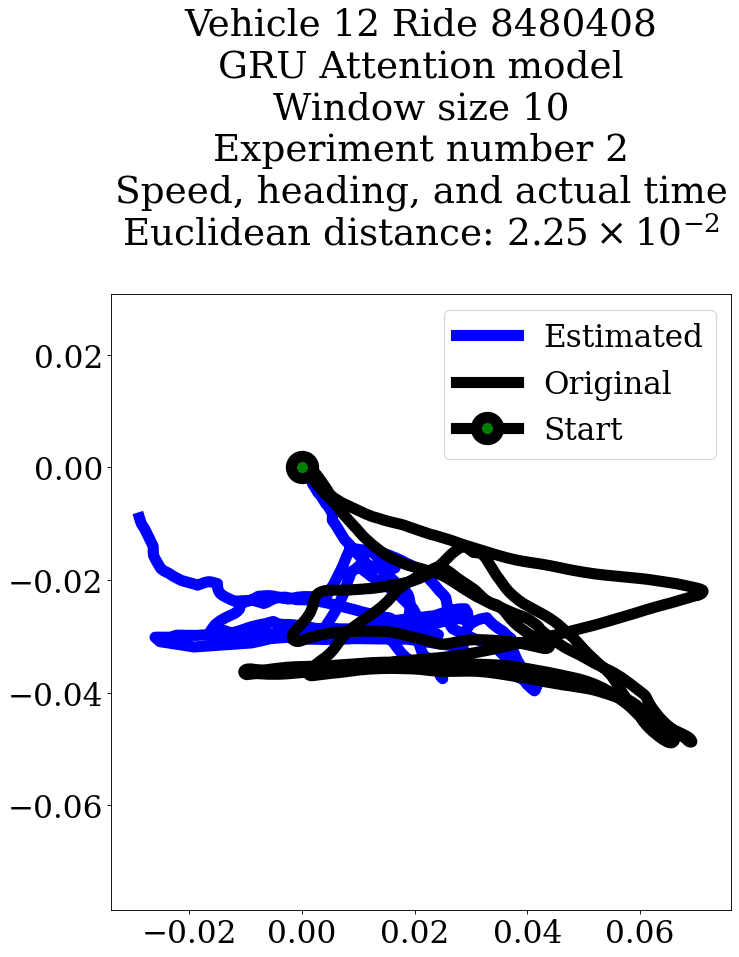 Vehicle 12 Ride 8480408
GRU Attention model
Window size 10
Experiment number 2
Speed, heading, and actual time
Euclidean distance: 2.25 × 10⁻²
Estimated
Original
Start
0.02
0.00
−0.02
−0.04
−0.06
−0.02 0.00 0.02 0.04 0.06